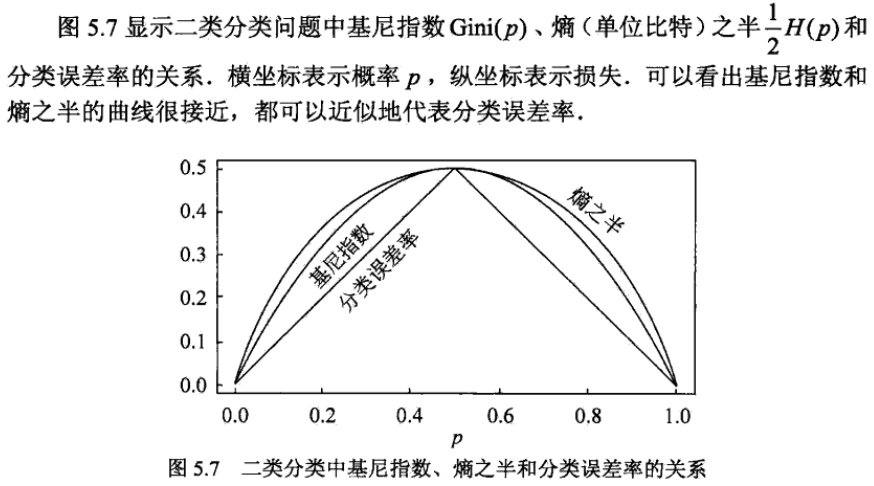 图 5.7 显示二类分类问题中基尼指数 Gini(p)、熵（单位比特）之半 1/2 H(p) 和
分类误差率的关系．横坐标表示概率 p ，纵坐标表示损失．可以看出基尼指数和
熵之半的曲线很接近，都可以近似地代表分类误差率．
0.5
0.4
0.3
0.2
0.1
0.0
熵之半
基尼指数
分类误差率
0.0 0.2 0.4 0.6 0.8 1.0
p
图 5.7 二类分类中基尼指数、熵之半和分类误差率的关系